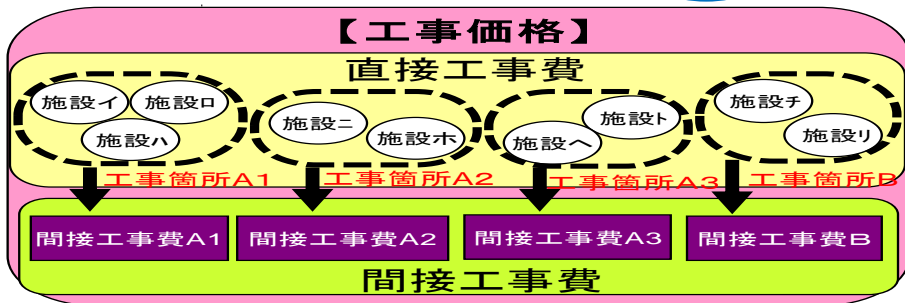 【工事価格】
直接工事費
施設イ
施設ロ
施設ハ
施設ニ
施設ホ
施設ヘ
施設ト
施設チ
施設リ
工事箇所A1
工事箇所A2
工事箇所A3
工事箇所B
間接工事費A1
間接工事費A2
間接工事費A3
間接工事費B
間接工事費